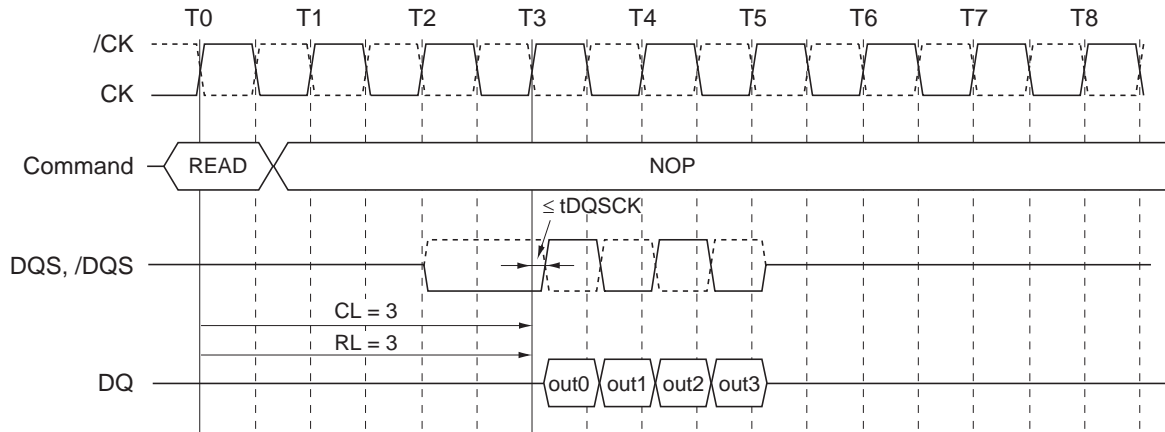 T0 T1 T2 T3 T4 T5 T6 T7 T8
/CK
CK
Command READ NOP
≤ tDQSCK
DQS, /DQS
CL = 3
RL = 3
DQ out0 out1 out2 out3